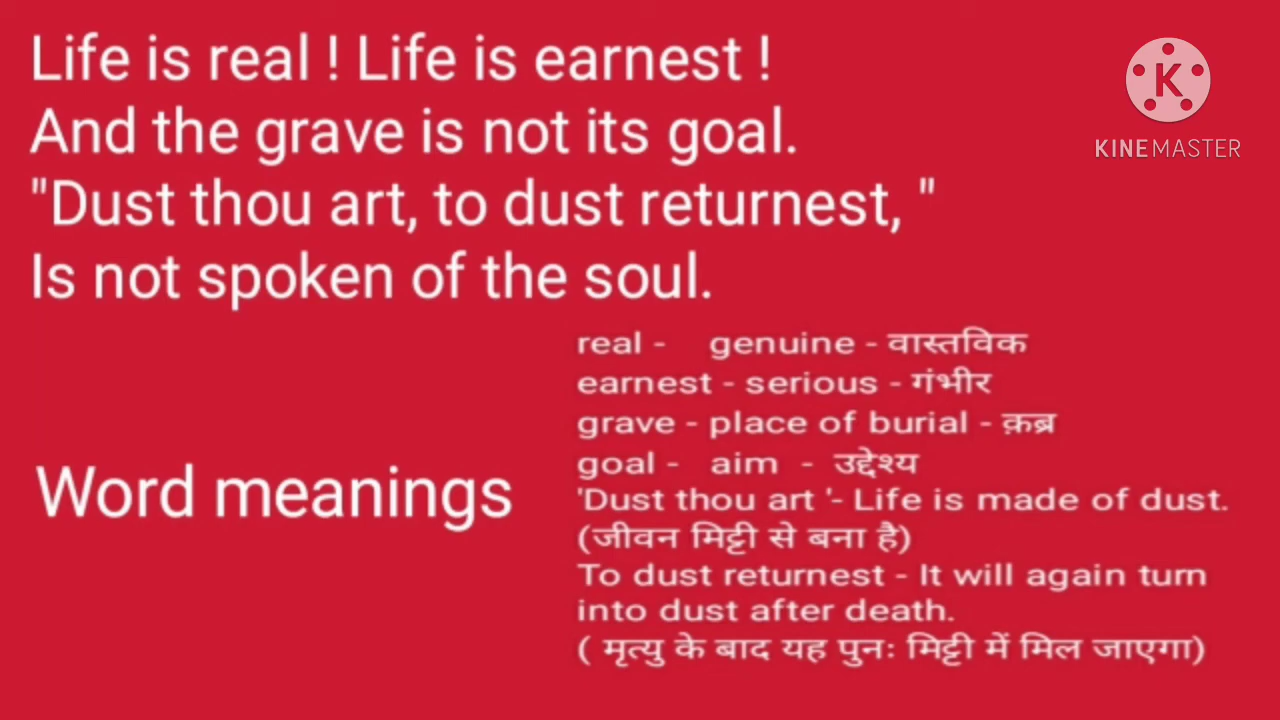 Life is real ! Life is earnest !
And the grave is not its goal.
"Dust thou art, to dust returnest, "
Is not spoken of the soul.
KINEMASTER
Word meanings
real - genuine - वास्तविक
earnest - serious - गंभीर
grave - place of burial - क़ब्र
goal - aim - उद्देश्य
'Dust thou art '- Life is made of dust.
(जीवन मिट्टी से बना है)
To dust returnest - It will again turn
into dust after death.
( मृत्यु के बाद यह पुनः मिट्टी में मिल जाएगा)